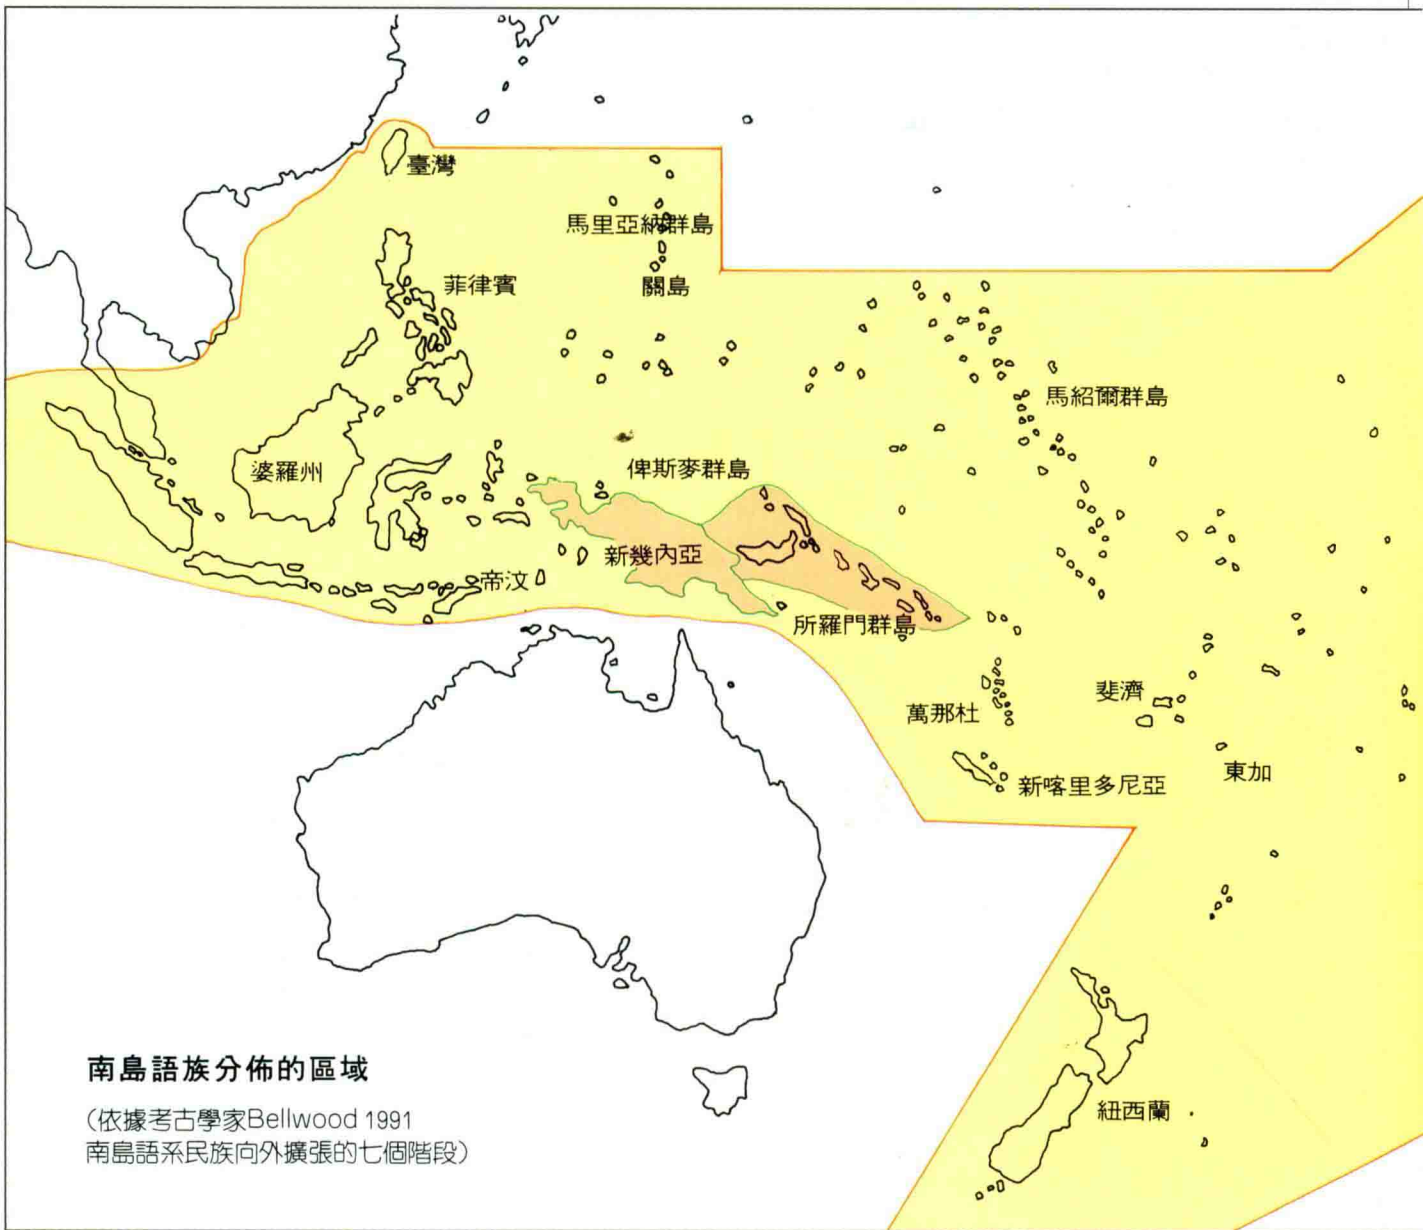 臺灣
馬里亞納群島
菲律賓
關島
馬紹爾群島
婆羅州
俾斯麥群島
新幾內亞
帝汶
所羅門群島
斐濟
萬那杜
東加
新喀里多尼亞
南島語族分佈的區域
(依據考古學家Bellwood 1991
南島語系民族向外擴張的七個階段)
紐西蘭